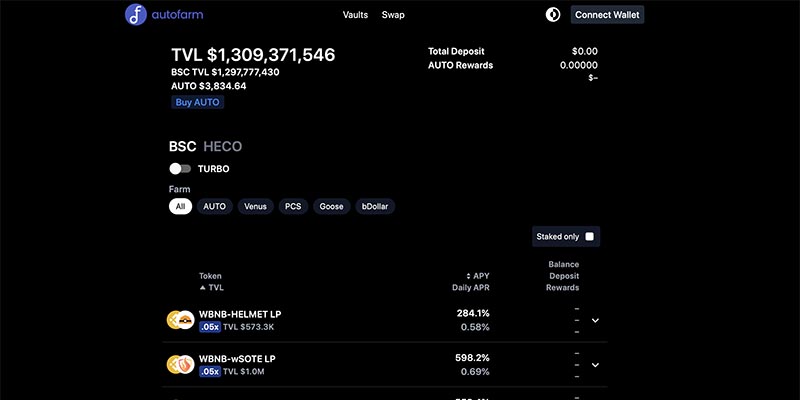 autofarm
Vaults Swap
Connect Wallet
TVL $1,309,371,546
BSC TVL $1,297,777,430
AUTO $3,834.64
Buy AUTO
Total Deposit $0.00
AUTO Rewards 0.00000
$–
BSC HECO
TURBO
Farm
All AUTO Venus PCS Goose bDollar
Staked only
Token
TVL
APY
Daily APR
Balance
Deposit
Rewards
WBNB-HELMET LP 284.1% –
.05x TVL $573.3K 0.58% –
–
WBNB-wSOTE LP 598.2% –
.05x TVL $1.0M 0.69% –
–